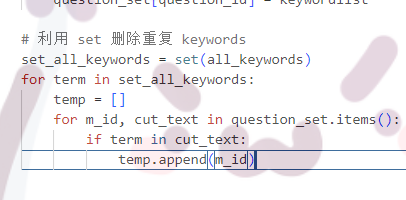 question_set[question_id] = keywordlist
# 利用 set 删除重复 keywords
set_all_keywords = set(all_keywords)
for term in set_all_keywords:
    temp = []
    for m_id, cut_text in question_set.items():
        if term in cut_text:
            temp.append(m_id)